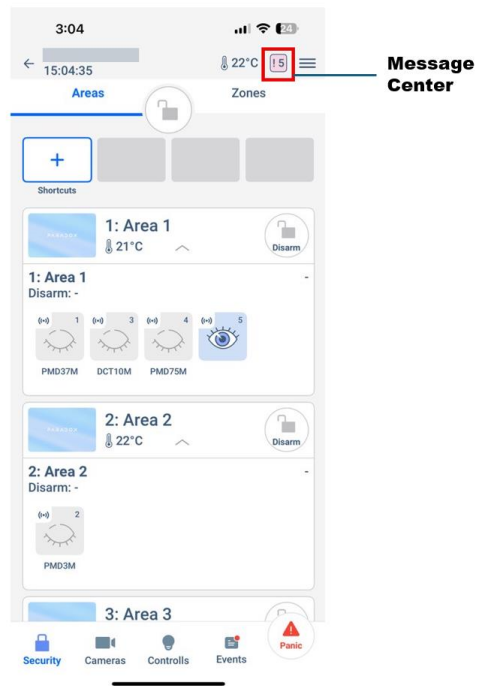 3:04
24
15:04:35
22°C
! 5
Message
Center
Areas
Zones
+
Shortcuts
PARADOX
1: Area 1
21°C
Disarm
1: Area 1
-
Disarm: -
1
3
4
5
PMD37M
DCT10M
PMD75M
PARADOX
2: Area 2
22°C
Disarm
2: Area 2
-
Disarm: -
2
PMD3M
3: Area 3
Security
Cameras
Controlls
Events
Panic